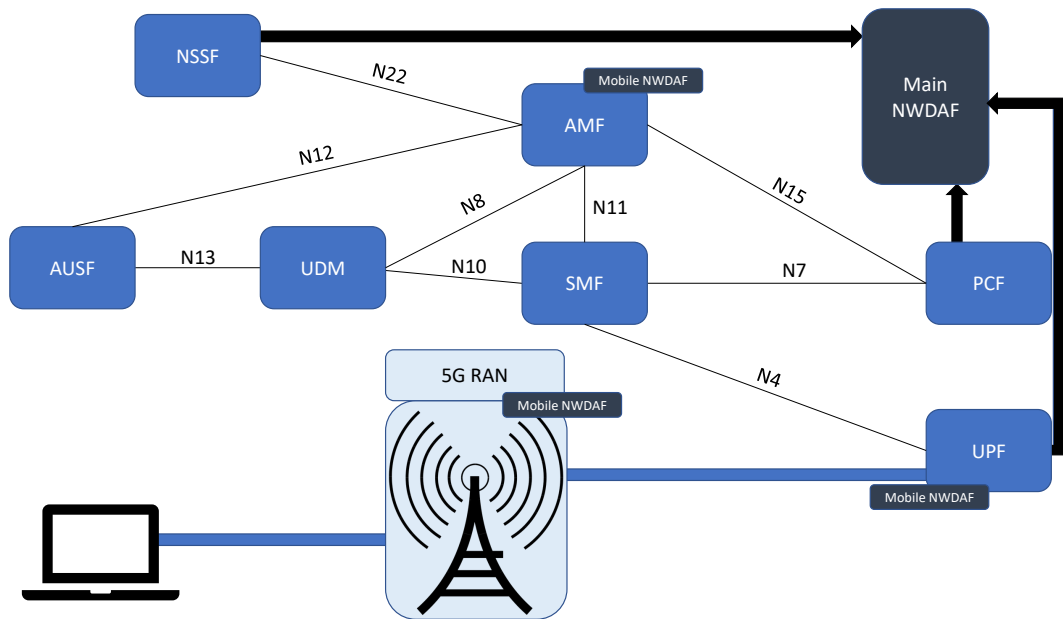 NSSF
Main
NWDAF
N22
Mobile NWDAF
AMF
N12
N15
N8
N11
AUSF
N13
UDM
N10
SMF
N7
PCF
5G RAN
N4
Mobile NWDAF
UPF
Mobile NWDAF